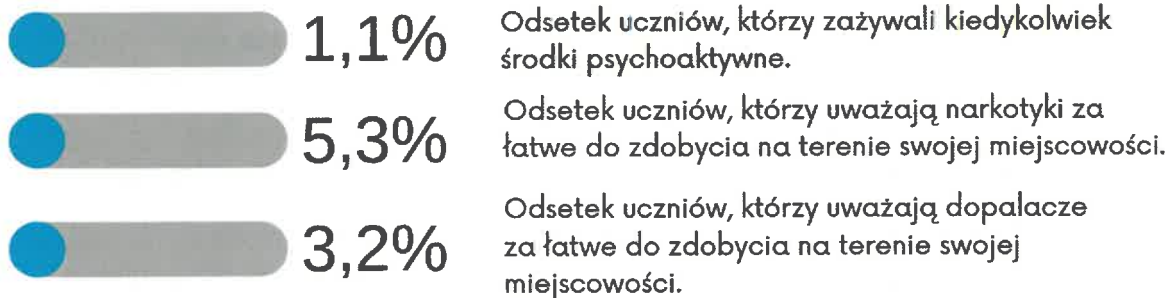 1,1%
Odsetek uczniów, którzy zażywali kiedykolwiek
środki psychoaktywne.
5,3%
Odsetek uczniów, którzy uważają narkotyki za
łatwe do zdobycia na terenie swojej miejscowości.
3,2%
Odsetek uczniów, którzy uważają dopalacze
za łatwe do zdobycia na terenie swojej
miejscowości.